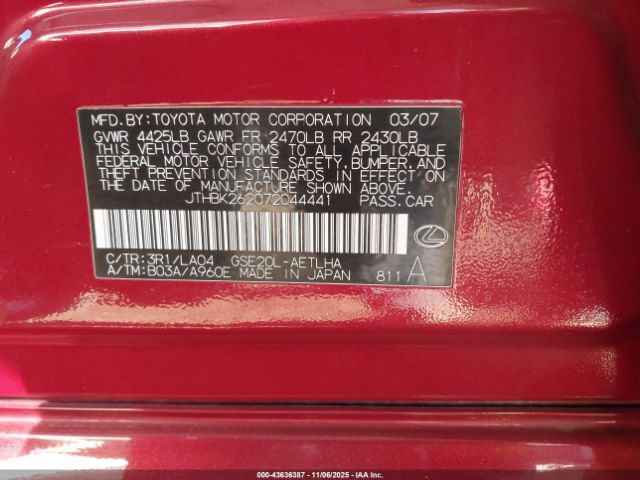 MFD. BY: TOYOTA MOTOR CORPORATION 03/07
GVWR 4425LB GAWR FR 2470LB RR 2430LB
THIS VEHICLE CONFORMS TO ALL APPLICABLE
FEDERAL MOTOR VEHICLE SAFETY, BUMPER, AND
THEFT PREVENTION STANDARDS IN EFFECT ON
THE DATE OF MANUFACTURE SHOWN ABOVE.
JTHBK262072044441 PASS. CAR
C/TR: 3R1/LA04 GSE20L-AETLHA
A/TM: B03A/A960E MADE IN JAPAN 811 A
000-43636387 - 11/06/2025 - IAAI, Inc.